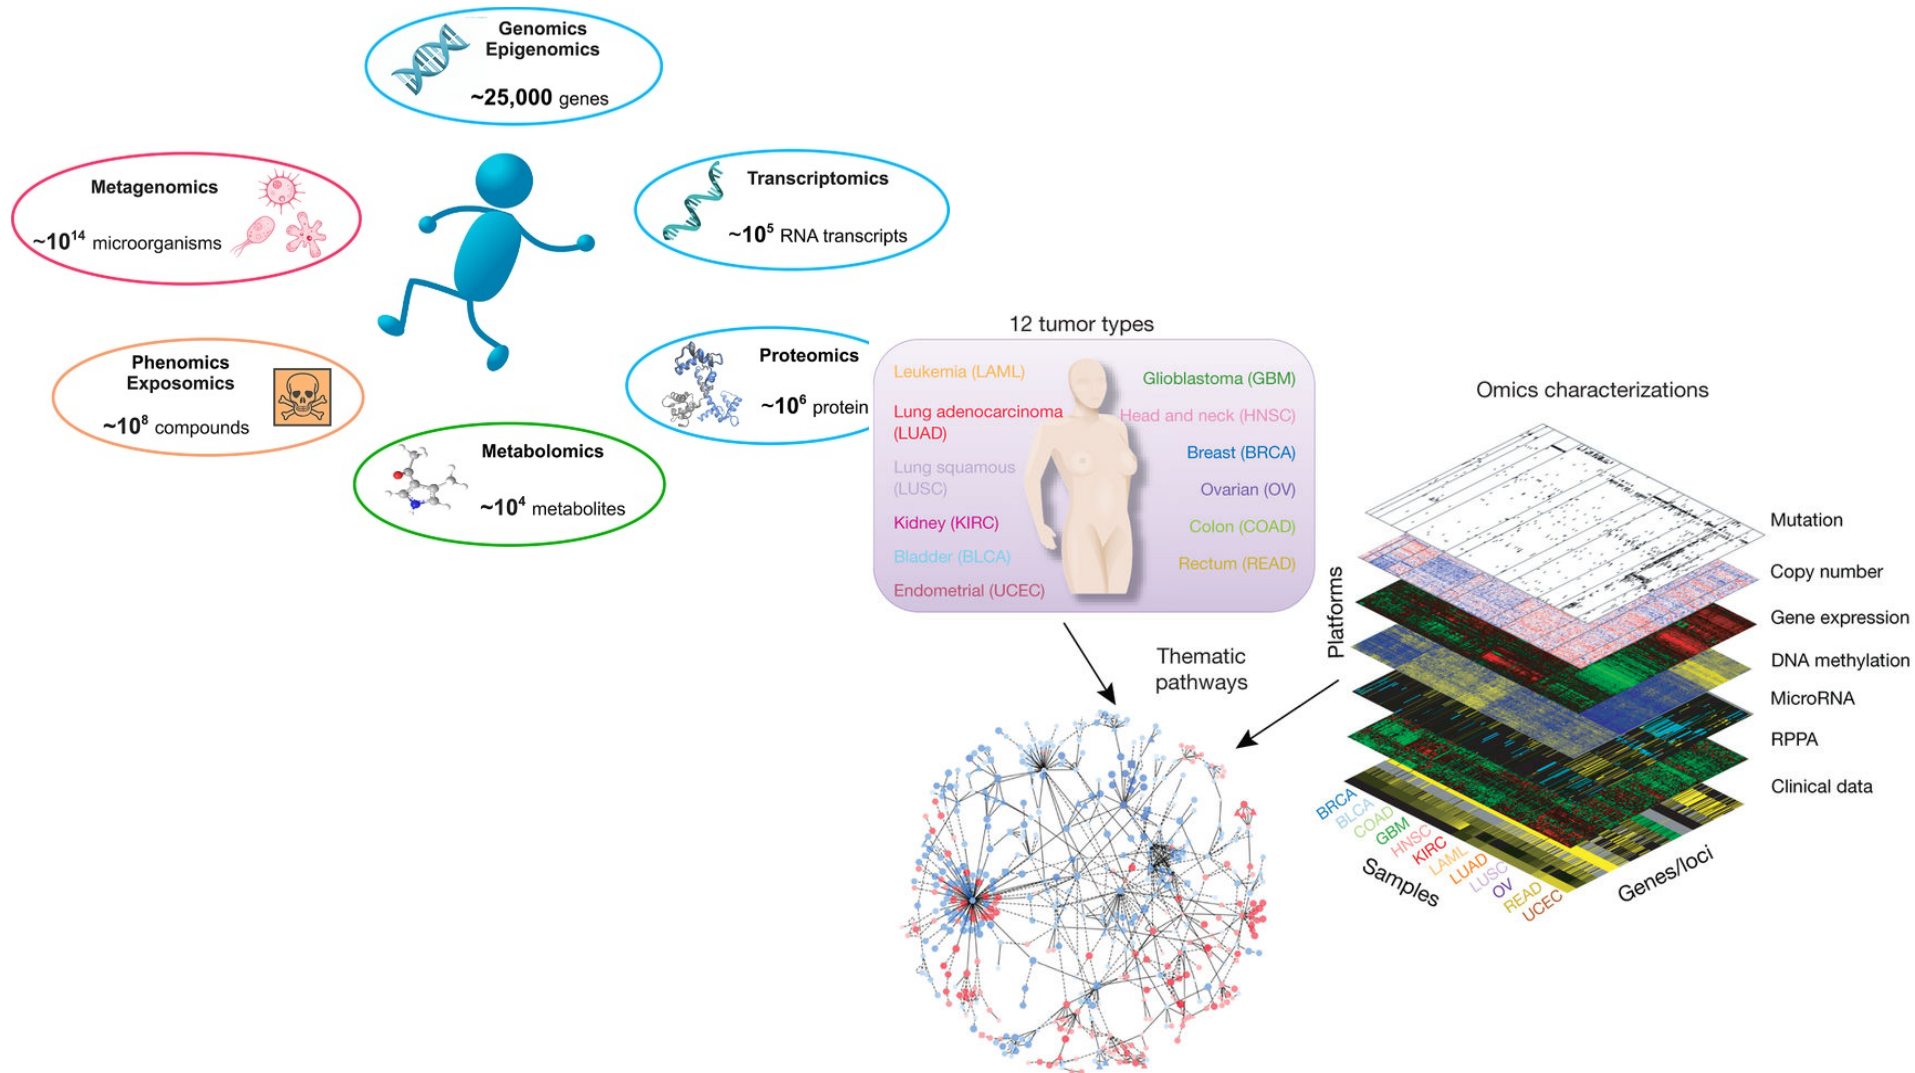 Genomics
Epigenomics
~25,000 genes
Metagenomics
~10¹⁴ microorganisms
Transcriptomics
~10⁵ RNA transcripts
Phenomics
Exposomics
~10⁸ compounds
Proteomics
~10⁶ protein
Metabolomics
~10⁴ metabolites
12 tumor types
Leukemia (LAML)
Lung adenocarcinoma
(LUAD)
Lung squamous
(LUSC)
Kidney (KIRC)
Bladder (BLCA)
Endometrial (UCEC)
Glioblastoma (GBM)
Head and neck (HNSC)
Breast (BRCA)
Ovarian (OV)
Colon (COAD)
Rectum (READ)
Thematic
pathways
Omics characterizations
Platforms
Mutation
Copy number
Gene expression
DNA methylation
MicroRNA
RPPA
Clinical data
BRCA
BLCA
COAD
GBM
HNSC
KIRC
LAML
LUAD
LUSC
OV
READ
UCEC
Samples
Genes/loci